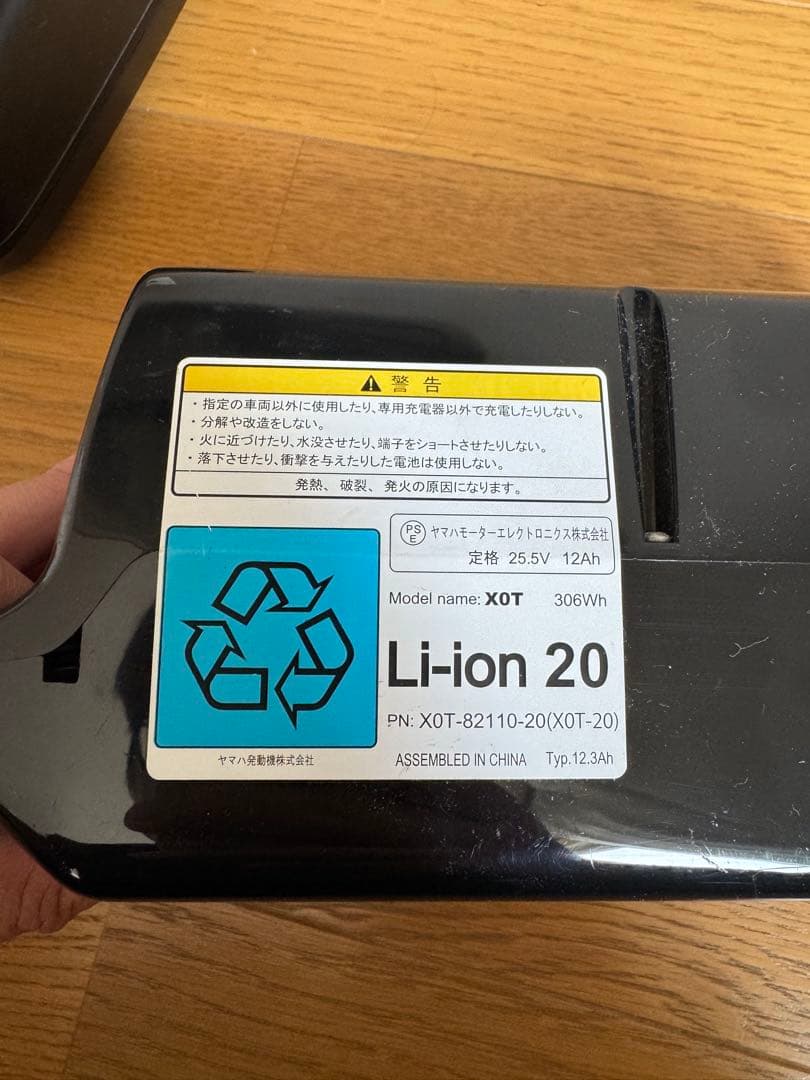 ⚠ 警告
・指定の車両以外に使用したり、専用充電器以外で充電したりしない。
・分解や改造をしない。
・火に近づけたり、水没させたり、端子をショートさせたりしない。
・落下させたり、衝撃を与えたりした電池は使用しない。
発熱、破裂、発火の原因になります。
PSE ヤマハモーターエレクトロニクス株式会社
定格 25.5V 12Ah
Model name: X0T 306Wh
Li-ion 20
PN: X0T-82110-20(X0T-20)
ヤマハ発動機株式会社 ASSEMBLED IN CHINA Typ.12.3Ah